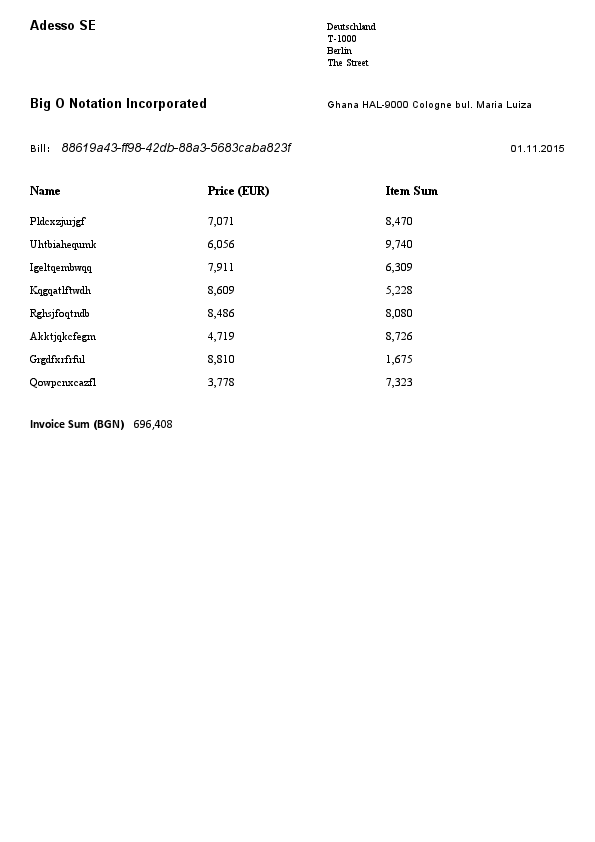 Adesso SE
Deutschland
T-1000
Berlin
The Street
Big O Notation Incorporated Ghana HAL-9000 Cologne bul. Maria Luiza
Bill: 88619a43-ff98-42db-88a3-5683caba823f 01.11.2015
Name Price (EUR) Item Sum
Pldcxzjurjgf 7,071 8,470
Uhtbiahequmk 6,056 9,740
Igeltqembwqq 7,911 6,309
Kqgqatlftwdh 8,609 5,228
Rghsjfoqtndb 8,486 8,080
Akktjqkcfegm 4,719 8,726
Grgdfxrfrful 8,810 1,675
Qowpcnxcazfl 3,778 7,323
Invoice Sum (BGN) 696,408